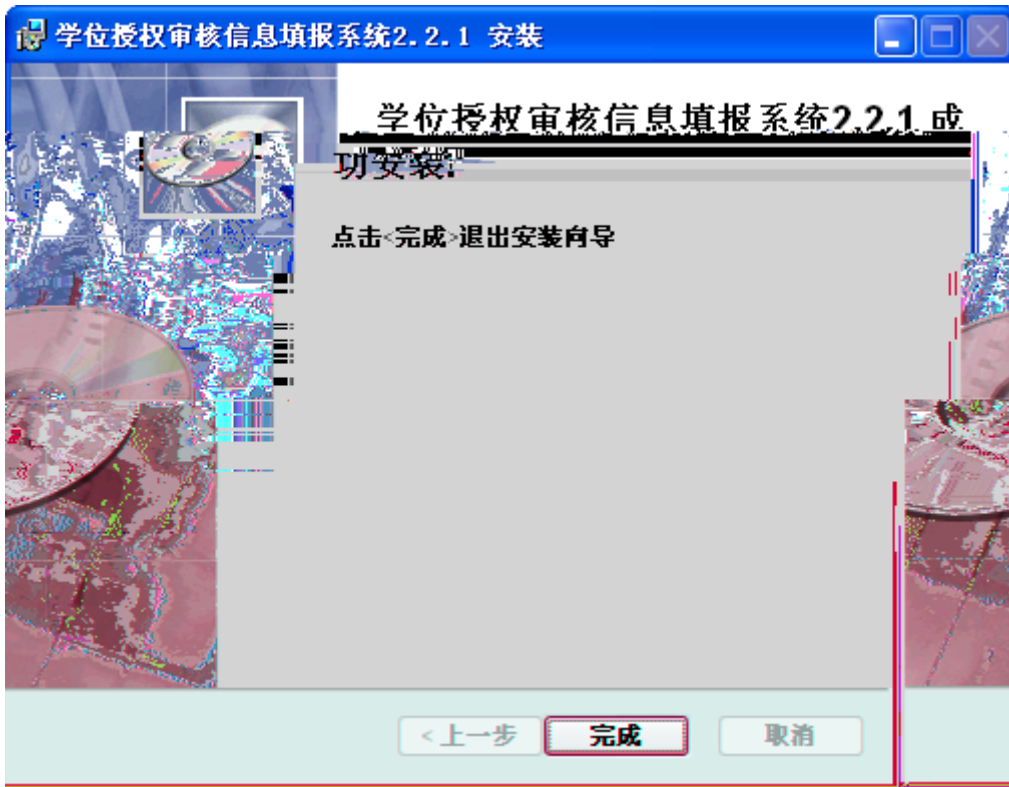 学位授权审核信息填报系统2.2.1 安装
学位授权审核信息填报系统2.2.1 成
功安装!
点击<完成>退出安装向导
<上一步
完成
取消